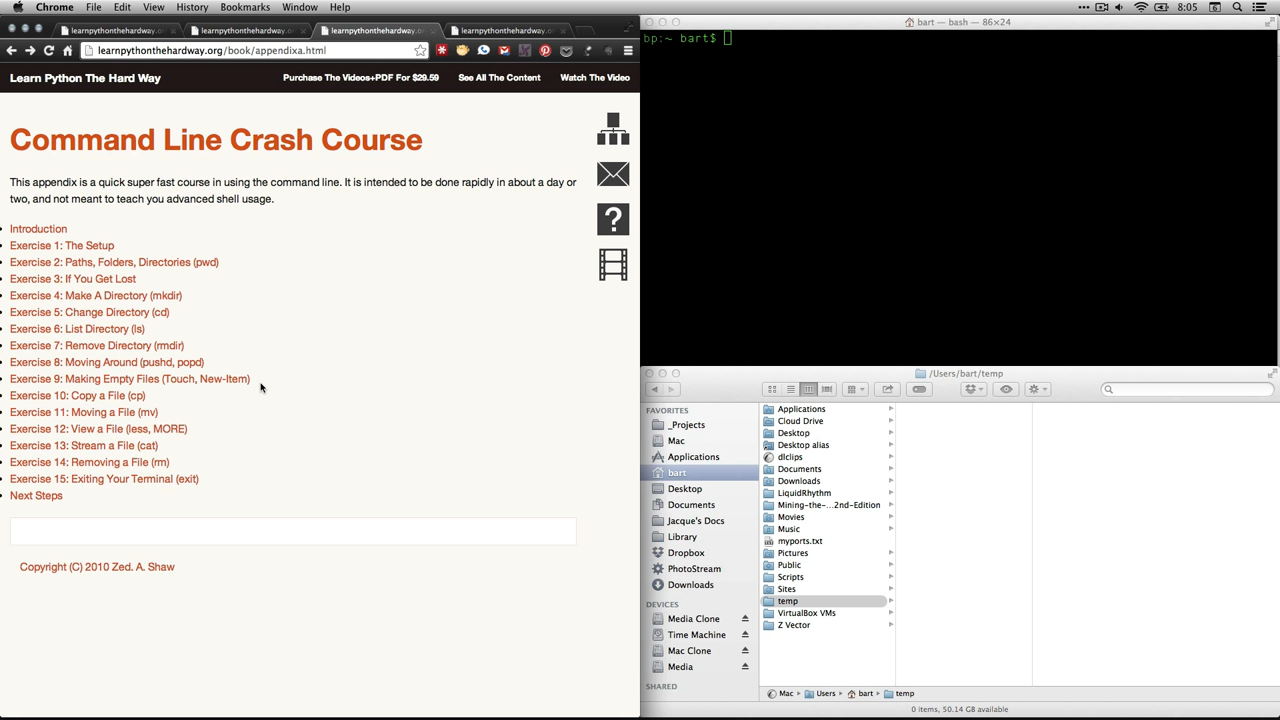 Chrome File Edit View History Bookmarks Window Help 8:05
learnpythonthehardway.or learnpythonthehardway.or learnpythonthehardway.or learnpythonthehardway.or
learnpythonthehardway.org/book/appendixa.html
Learn Python The Hard Way Purchase The Videos+PDF For $29.59 See All The Content Watch The Video
Command Line Crash Course
This appendix is a quick super fast course in using the command line. It is intended to be done rapidly in about a day or
two, and not meant to teach you advanced shell usage.
Introduction
Exercise 1: The Setup
Exercise 2: Paths, Folders, Directories (pwd)
Exercise 3: If You Get Lost
Exercise 4: Make A Directory (mkdir)
Exercise 5: Change Directory (cd)
Exercise 6: List Directory (ls)
Exercise 7: Remove Directory (rmdir)
Exercise 8: Moving Around (pushd, popd)
Exercise 9: Making Empty Files (Touch, New-Item)
Exercise 10: Copy a File (cp)
Exercise 11: Moving a File (mv)
Exercise 12: View a File (less, MORE)
Exercise 13: Stream a File (cat)
Exercise 14: Removing a File (rm)
Exercise 15: Exiting Your Terminal (exit)
Next Steps
Copyright (C) 2010 Zed. A. Shaw
bart — bash — 86×24
bp:~ bart$
/Users/bart/temp
FAVORITES
_Projects
Mac
Applications
bart
Desktop
Documents
Jacque's Docs
Library
Dropbox
PhotoStream
Downloads
DEVICES
Media Clone
Time Machine
Mac Clone
Media
SHARED
Applications
Cloud Drive
Desktop
Desktop alias
dlclips
Documents
Downloads
LiquidRhythm
Mining-the-...2nd-Edition
Movies
Music
myports.txt
Pictures
Public
Scripts
Sites
temp
VirtualBox VMs
Z Vector
Mac Users bart temp
0 items, 50.14 GB available